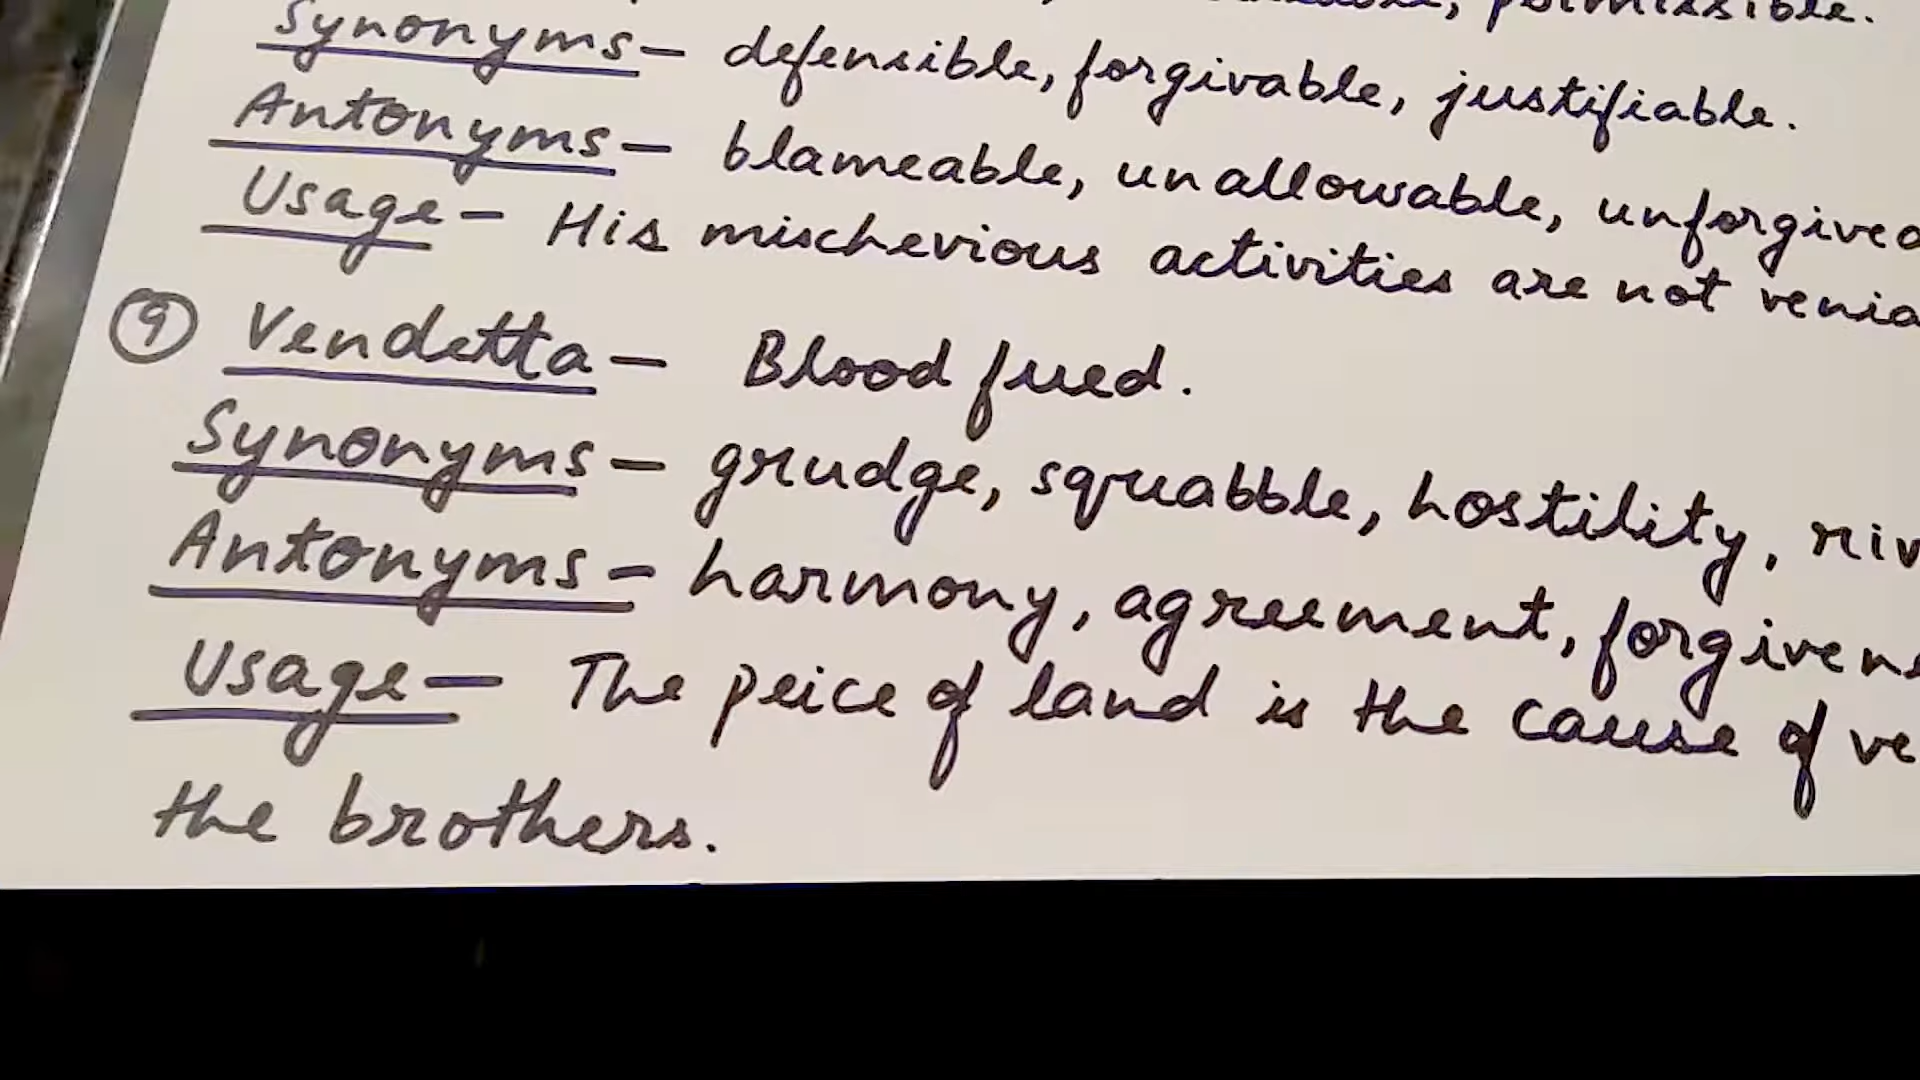 permissible.
Synonyms— defensible, forgivable, justifiable.
Antonyms— blameable, unallowable,
Usage— His mischevious activities are not
9 Vendetta— Blood fued.
Synonyms— grudge, squabble, hostility,
Antonyms— harmony, agreement,
Usage— The peice of land is the cause of
the brothers.